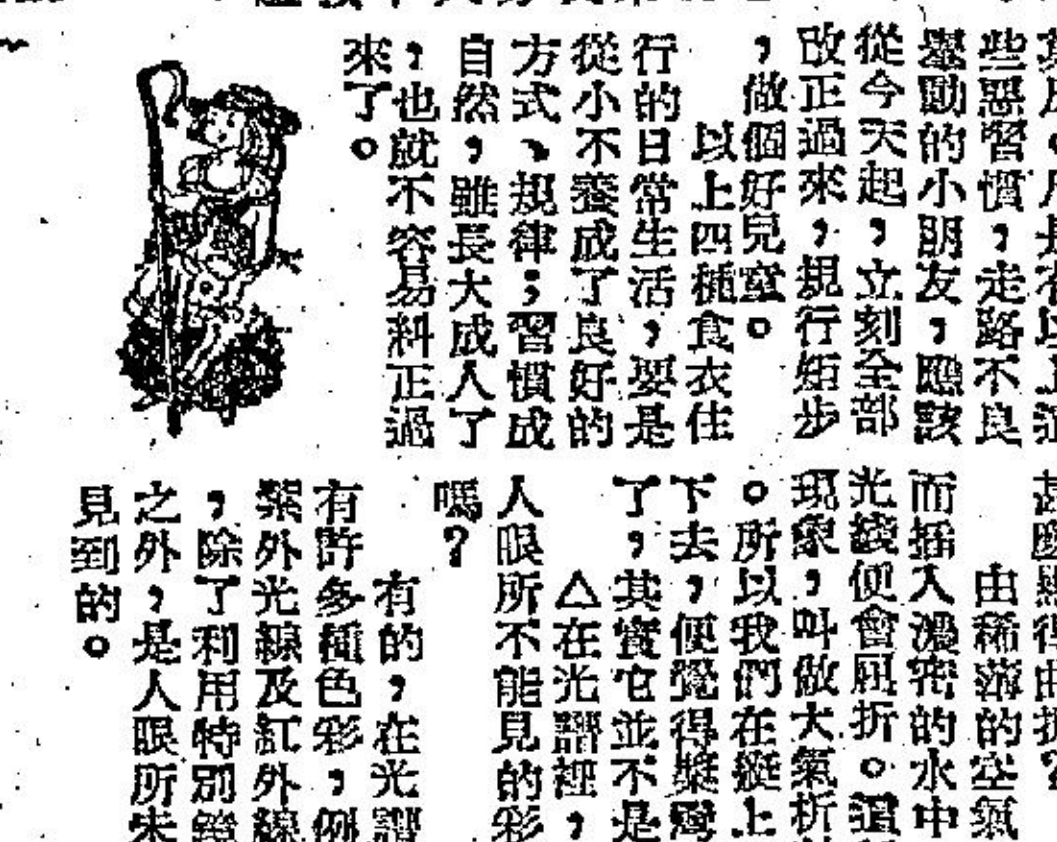 些惡習慣，走路不良
舉動的小朋友，應該
從今天起，立刻全部
改正過來，規行矩步
，做個好兒童。
以上四種食衣住
行的日常生活，要是
從小不養成了良好的
方式、規律；習慣成
自然，雖長大成人了
，也就不容易糾正過
來了。
由稀薄的空氣
而插入濃密的水中
光綫便會屈折。這
現象，叫做大氣折
。所以我們在艇上
下去，便覺得槳彎
了，其實它並不是
△在光譜裡，
人眼所不能見的彩
嗎？
有的，在光譜
有許多種色彩，例
紫外光線及紅外線
，除了利用特別鏡
之外，是人眼所未
見到的。